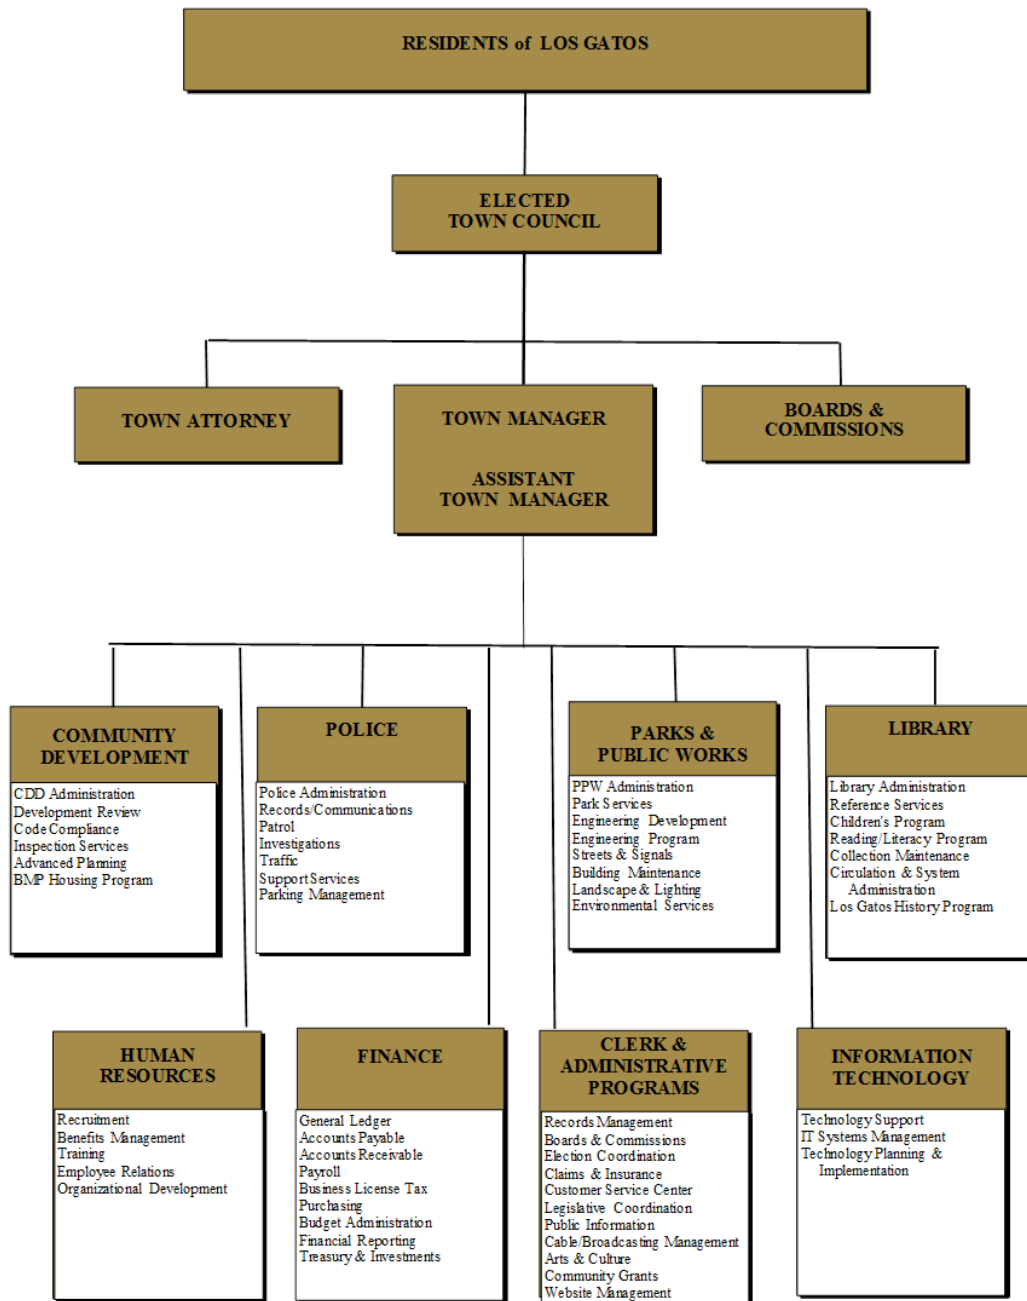 RESIDENTS of LOS GATOS
ELECTED
TOWN COUNCIL
TOWN ATTORNEY
TOWN MANAGER
ASSISTANT
TOWN MANAGER
BOARDS &
COMMISSIONS
COMMUNITY
DEVELOPMENT
CDD Administration
Development Review
Code Compliance
Inspection Services
Advanced Planning
BMP Housing Program
POLICE
Police Administration
Records/Communications
Patrol
Investigations
Traffic
Support Services
Parking Management
PARKS &
PUBLIC WORKS
PPW Administration
Park Services
Engineering Development
Engineering Program
Streets & Signals
Building Maintenance
Landscape & Lighting
Environmental Services
LIBRARY
Library Administration
Reference Services
Children's Program
Reading/Literacy Program
Collection Maintenance
Circulation & System
Administration
Los Gatos History Program
HUMAN
RESOURCES
Recruitment
Benefits Management
Training
Employee Relations
Organizational Development
FINANCE
General Ledger
Accounts Payable
Accounts Receivable
Payroll
Business License Tax
Purchasing
Budget Administration
Financial Reporting
Treasury & Investments
CLERK &
ADMINISTRATIVE
PROGRAMS
Records Management
Boards & Commissions
Election Coordination
Claims & Insurance
Customer Service Center
Legislative Coordination
Public Information
Cable/Broadcasting Management
Arts & Culture
Community Grants
Website Management
INFORMATION
TECHNOLOGY
Technology Support
IT Systems Management
Technology Planning &
Implementation